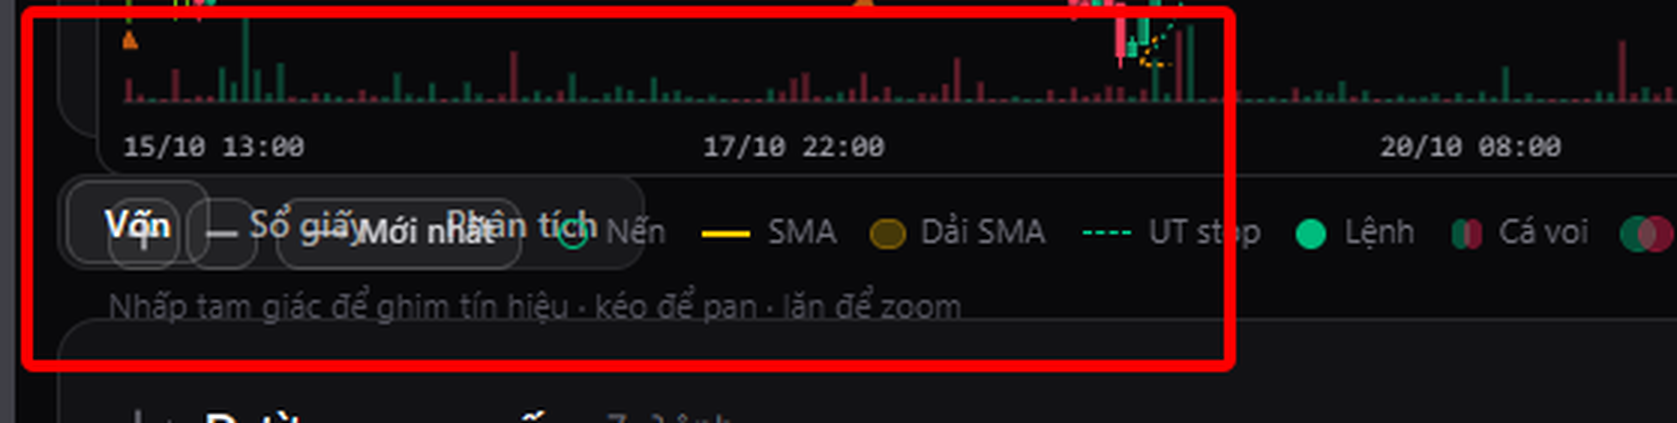 15/10 13:00 17/10 22:00 20/10 08:00
Vốn Sổ giấy Phân tích
+ — Mới nhất Nến SMA Dải SMA UT stop Lệnh Cá voi
Nhấp tam giác để ghim tín hiệu · kéo để pan · lăn để zoom